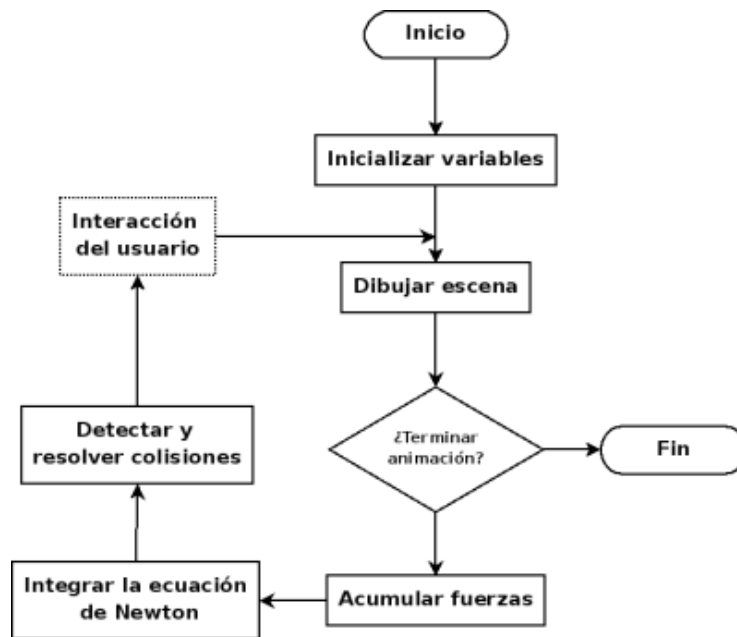 Inicio
Inicializar variables
Interacción
del usuario
Dibujar escena
¿Terminar
animación?
Fin
Detectar y
resolver colisiones
Integrar la ecuación
de Newton
Acumular fuerzas